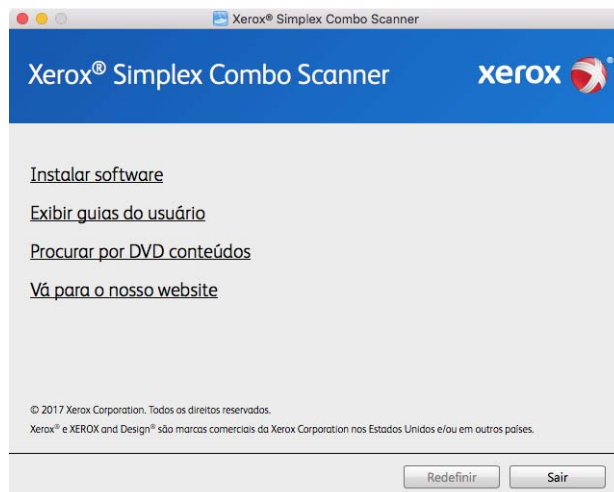 Xerox® Simplex Combo Scanner
Xerox® Simplex Combo Scanner
xerox ®
Instalar software
Exibir guias do usuário
Procurar por DVD conteúdos
Vá para o nosso website
© 2017 Xerox Corporation. Todos os direitos reservados.
Xerox® e XEROX and Design® são marcas comerciais da Xerox Corporation nos Estados Unidos e/ou em outros países.
Redefinir
Sair